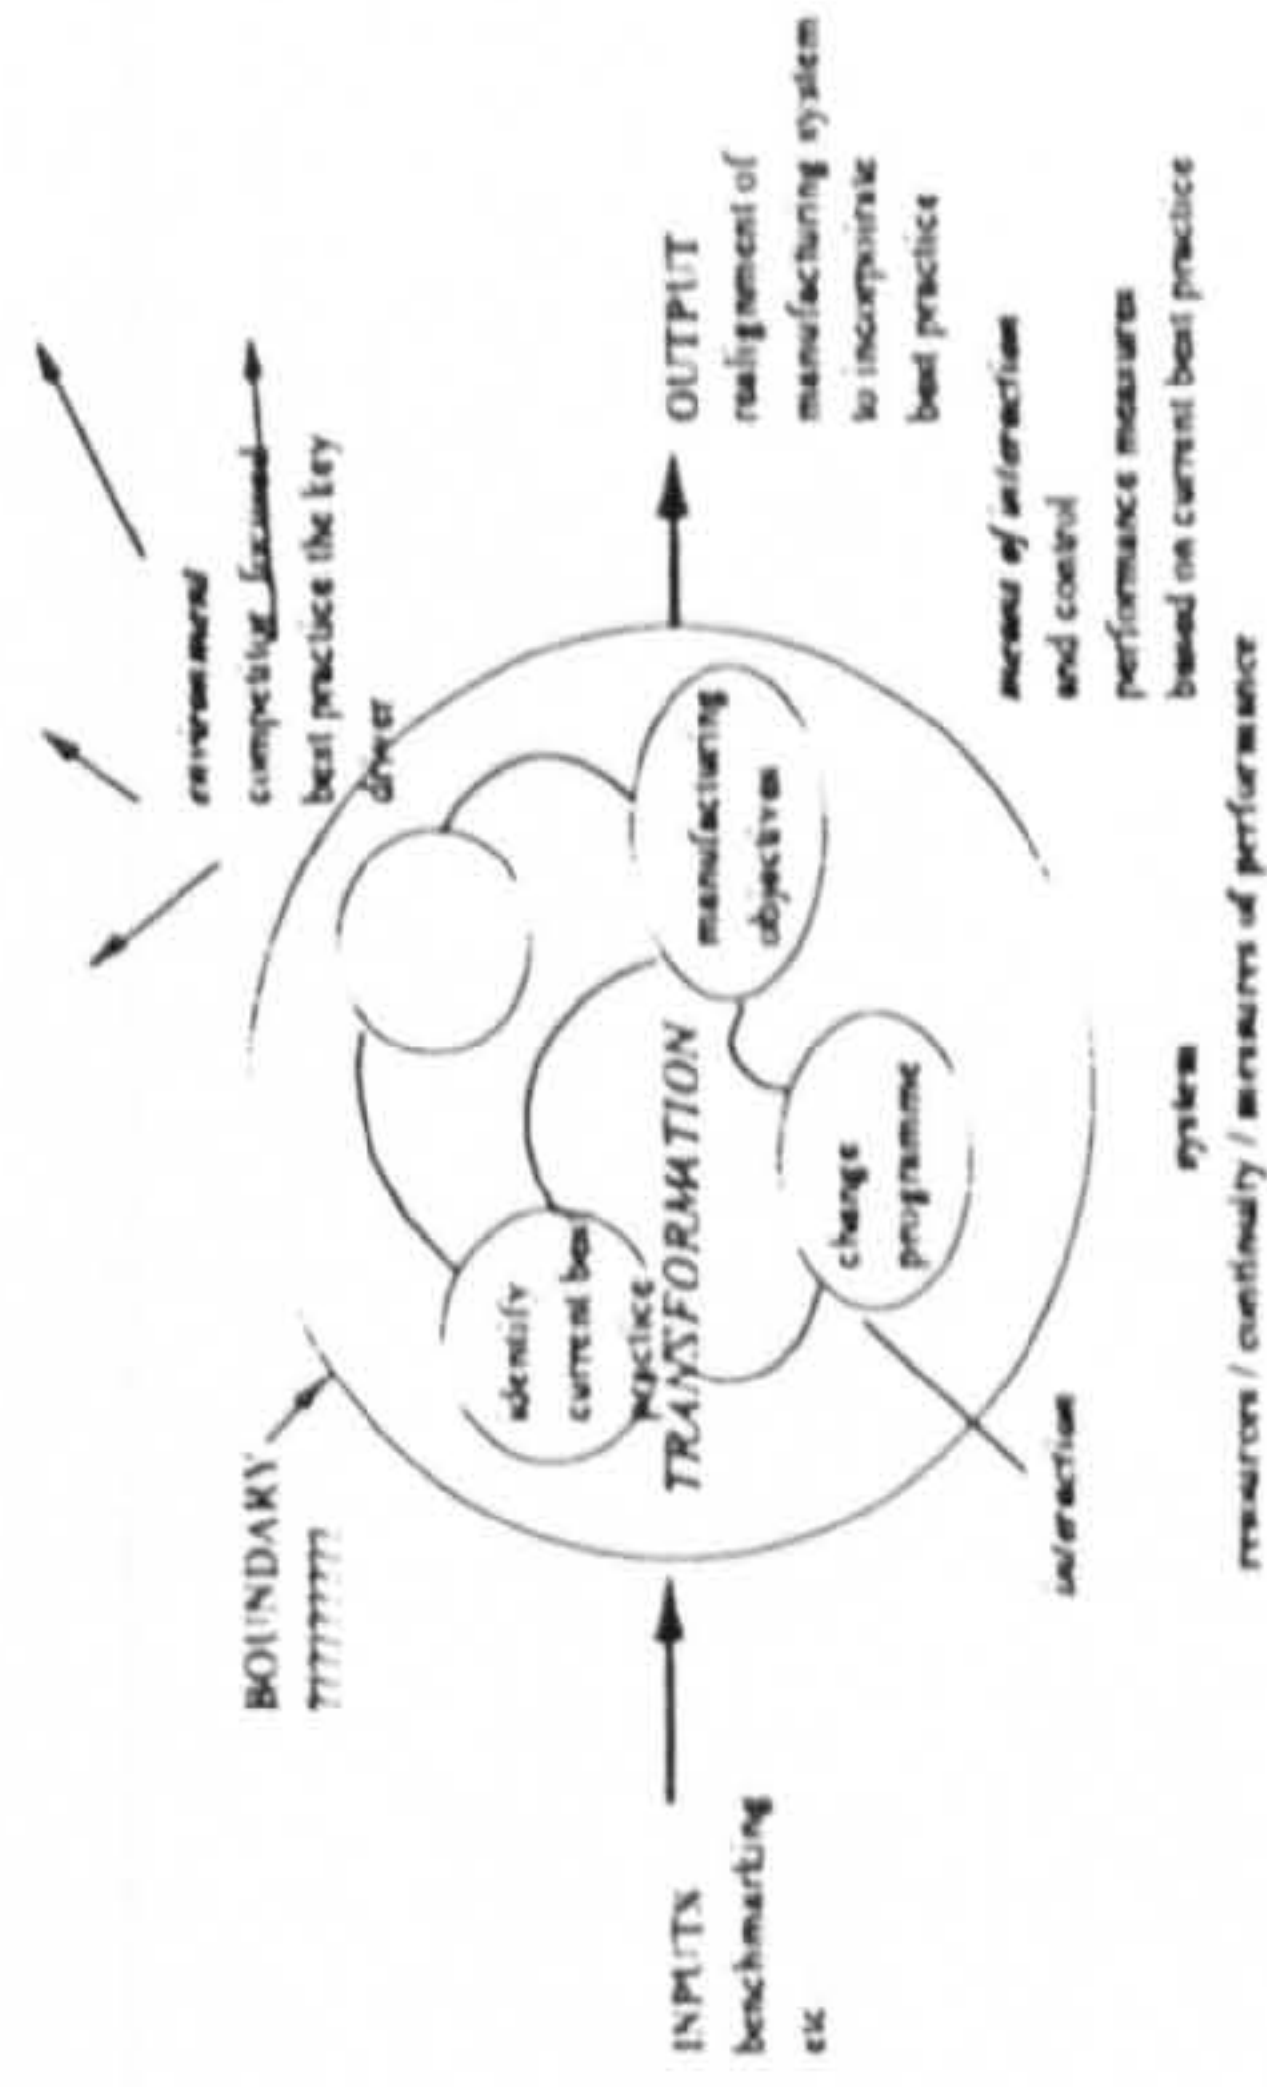 BOUNDARY
?????????
environment
competitive focused
best practice the key
driver
identify
current best
practice
TRANSFORMATION
manufacturing
objectives
change
programme
INPUTS
benchmarking
etc
OUTPUT
realignment of
manufacturing system
to incorporate
best practice
means of interaction
and control
performance measures
based on current best practice
interaction
system
resources / continuity / measures of performance